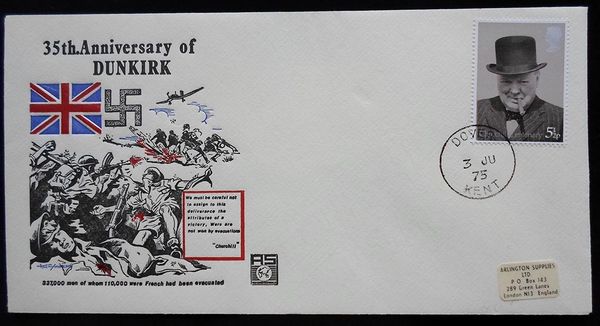 35th.Anniversary of
DUNKIRK
We must be careful not
to assign to this
deliverance the
attributes of a
victory, Wars are
not won by evacuations
"Churchill"
AS
337,000 men of whom 110,000 were French had been evacuated
5½p
DOV
3 JU
75
KENT
ARLINGTON SUPPLIES
LTD
P O Box 143
289 Green Lanes
London N13 England